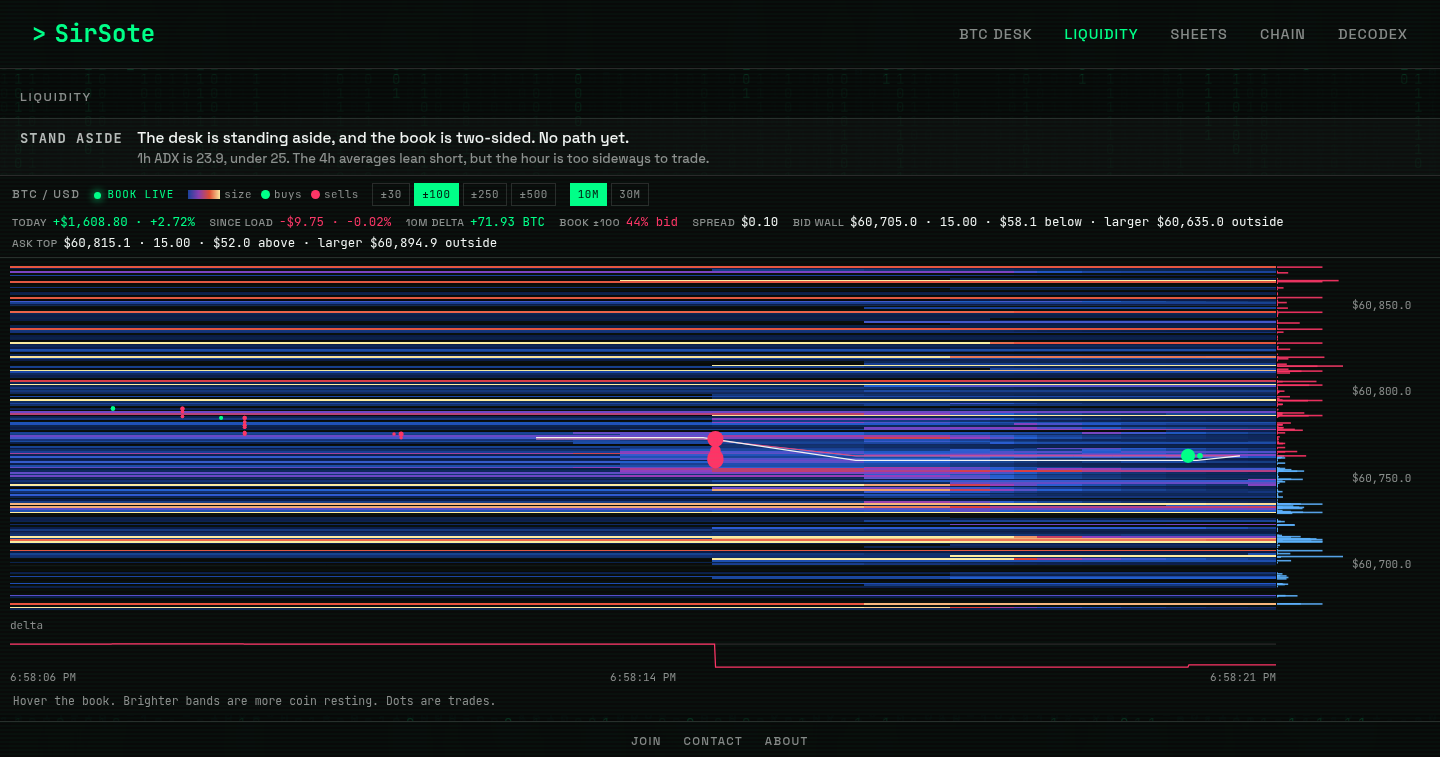 > SirSote
BTC DESK LIQUIDITY SHEETS CHAIN DECODEX
LIQUIDITY
STAND ASIDE The desk is standing aside, and the book is two-sided. No path yet.
1h ADX is 23.9, under 25. The 4h averages lean short, but the hour is too sideways to trade.
BTC / USD BOOK LIVE size buys sells ±30 ±100 ±250 ±500 10M 30M
TODAY +$1,608.80 · +2.72% SINCE LOAD -$9.75 · -0.02% 10M DELTA +71.93 BTC BOOK ±100 44% bid SPREAD $0.10 BID WALL $60,705.0 · 15.00 · $58.1 below · larger $60,635.0 outside
ASK TOP $60,815.1 · 15.00 · $52.0 above · larger $60,894.9 outside
$60,850.0
$60,800.0
$60,750.0
$60,700.0
delta
6:58:06 PM 6:58:14 PM 6:58:21 PM
Hover the book. Brighter bands are more coin resting. Dots are trades.
JOIN CONTACT ABOUT